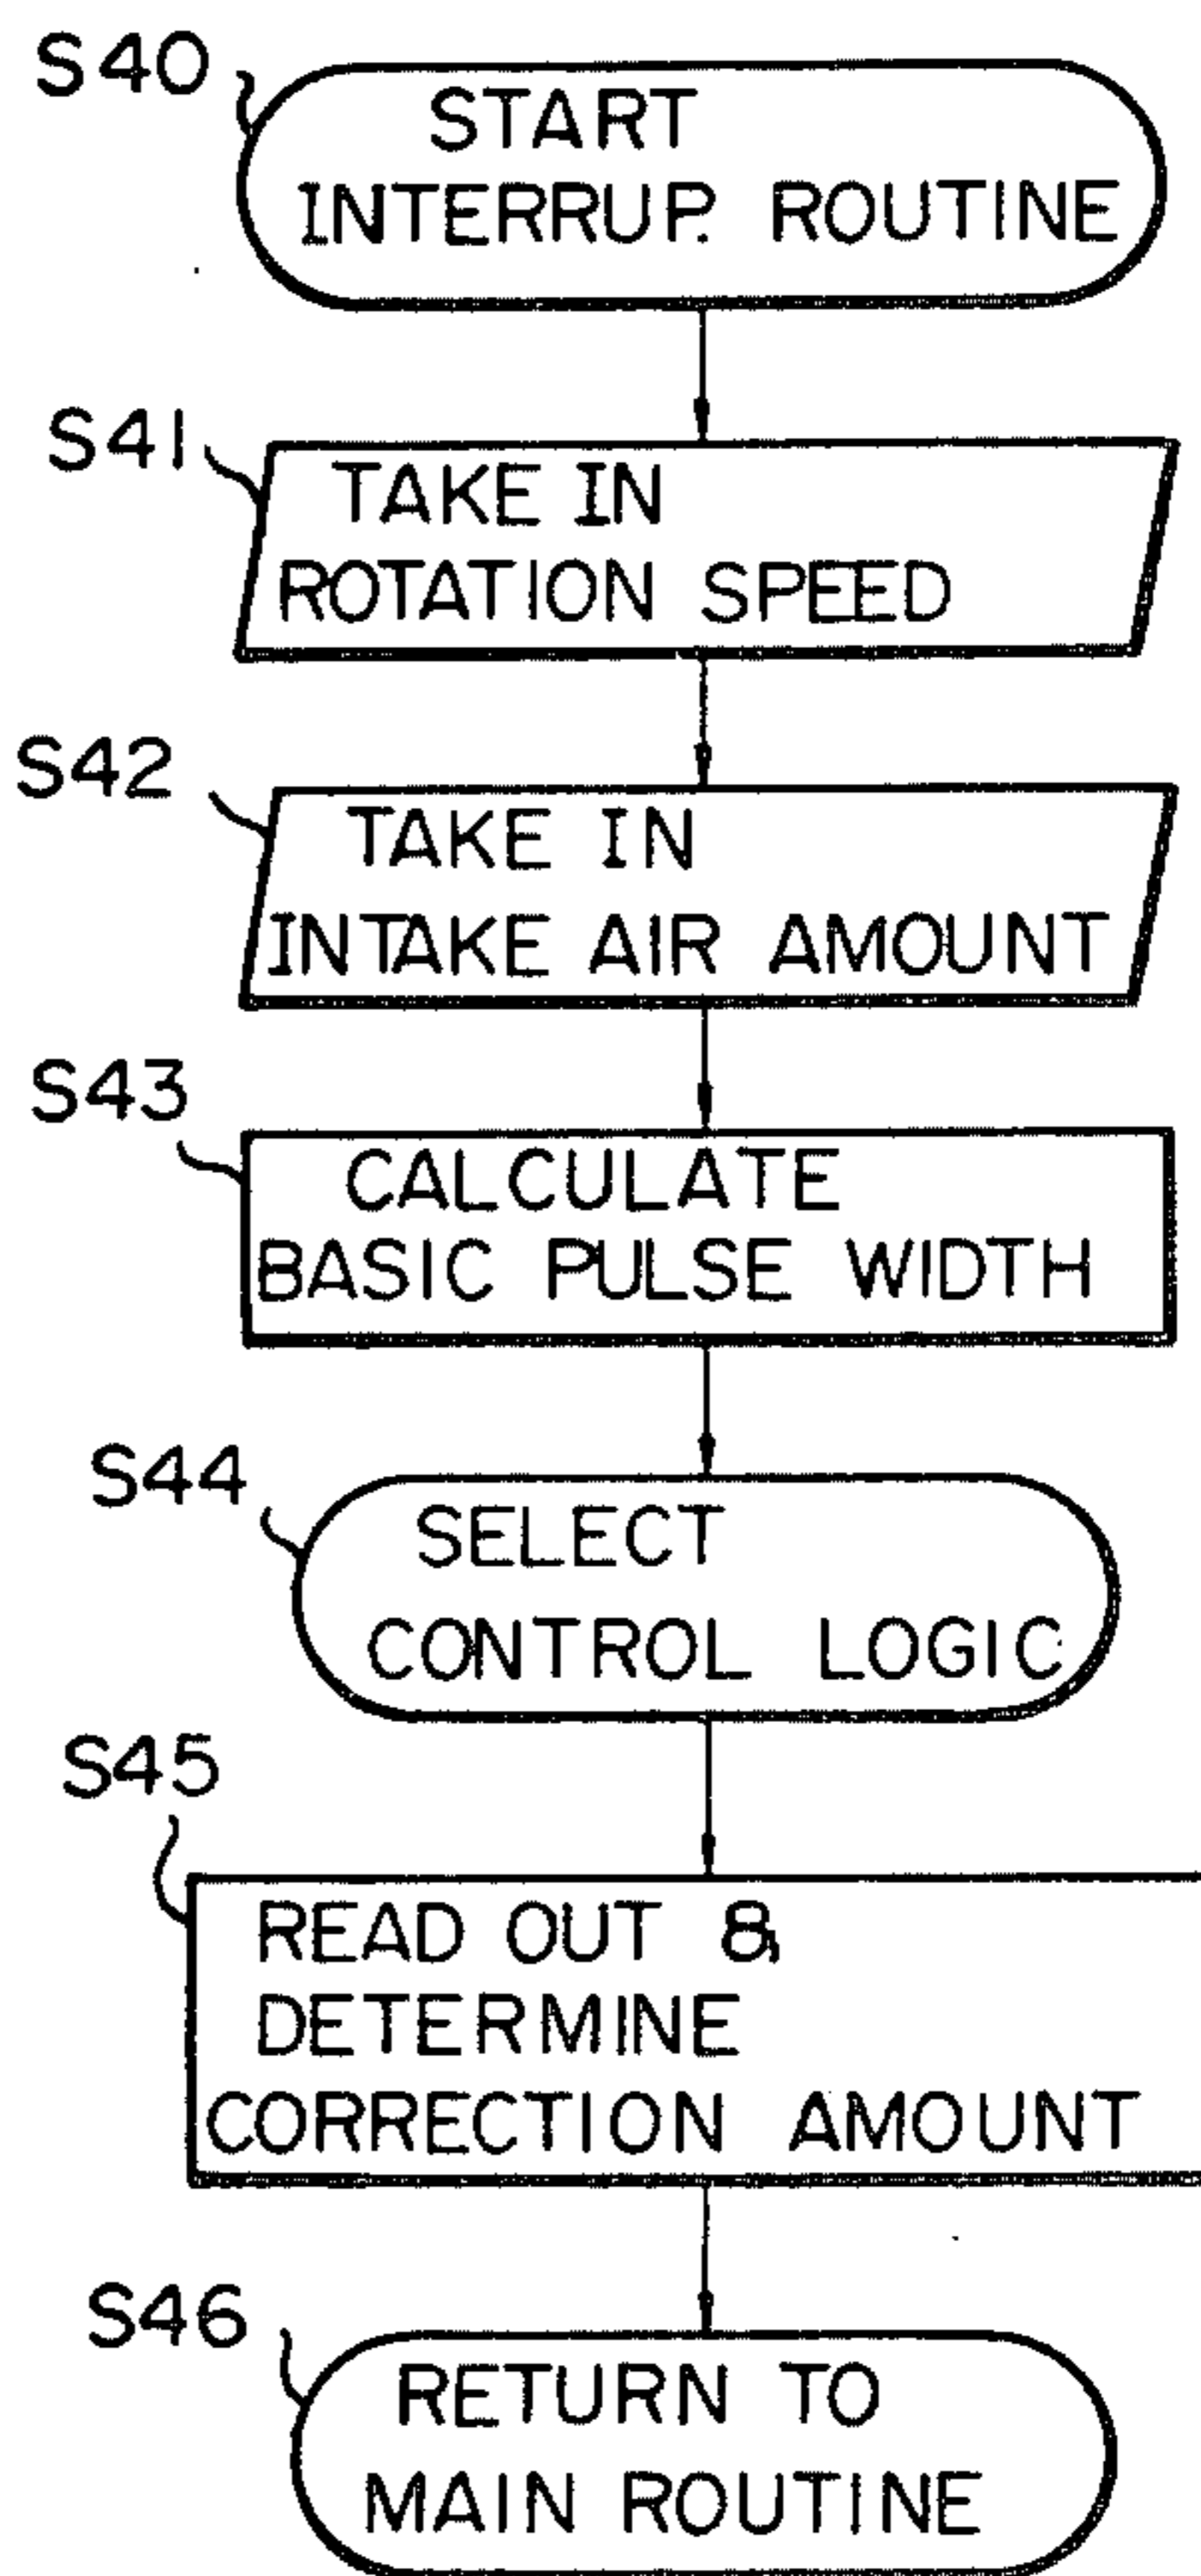 S40
START
INTERRUP. ROUTINE
S41
TAKE IN
ROTATION SPEED
S42
TAKE IN
INTAKE AIR AMOUNT
S43
CALCULATE
BASIC PULSE WIDTH
S44
SELECT
CONTROL LOGIC
S45
READ OUT &
DETERMINE
CORRECTION AMOUNT
S46
RETURN TO
MAIN ROUTINE